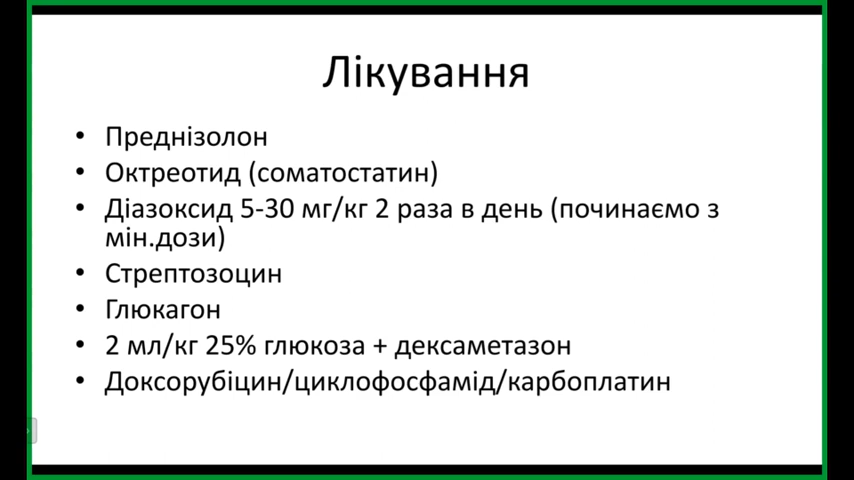 Лікування
• Преднізолон
• Октреотид (соматостатин)
• Діазоксид 5-30 мг/кг 2 раза в день (починаємо з
мін.дози)
• Стрептозоцин
• Глюкагон
• 2 мл/кг 25% глюкоза + дексаметазон
• Доксорубіцин/циклофосфамід/карбоплатин